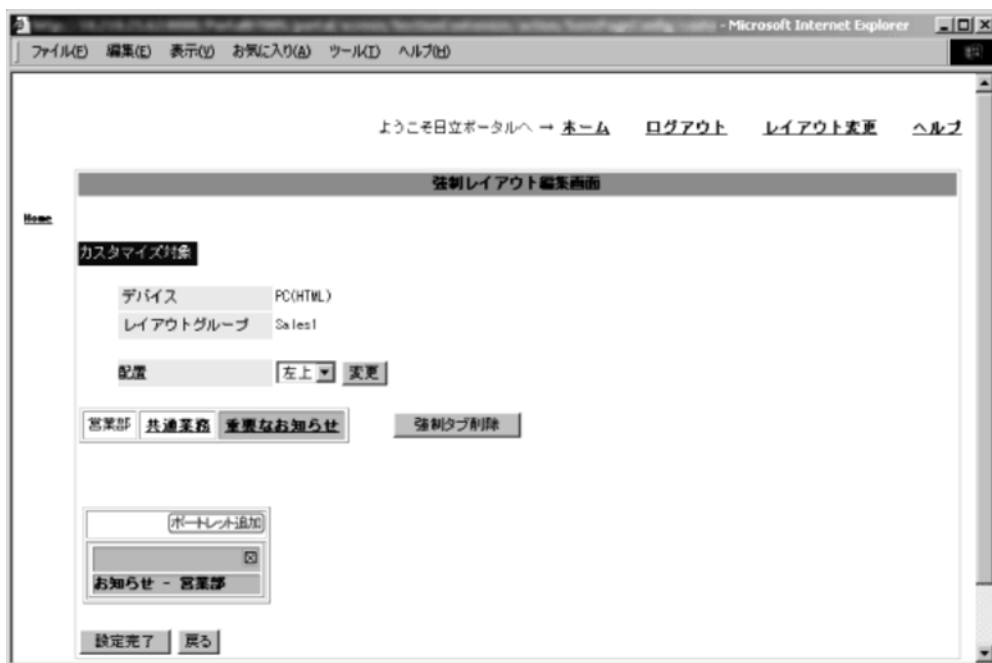 - Microsoft Internet Explorer
ファイル(F) 編集(E) 表示(V) お気に入り(A) ツール(T) ヘルプ(H)
ようこそ日立ポータルへ → ホーム ログアウト レイアウト変更 ヘルプ
強制レイアウト編集画面
Home
カスタマイズ対象
デバイス PC(HTML)
レイアウトグループ Sales1
配置 左上 変更
営業部 共通業務 重要なお知らせ 強制タブ削除
ポートレット追加
お知らせ - 営業部
設定完了 戻る